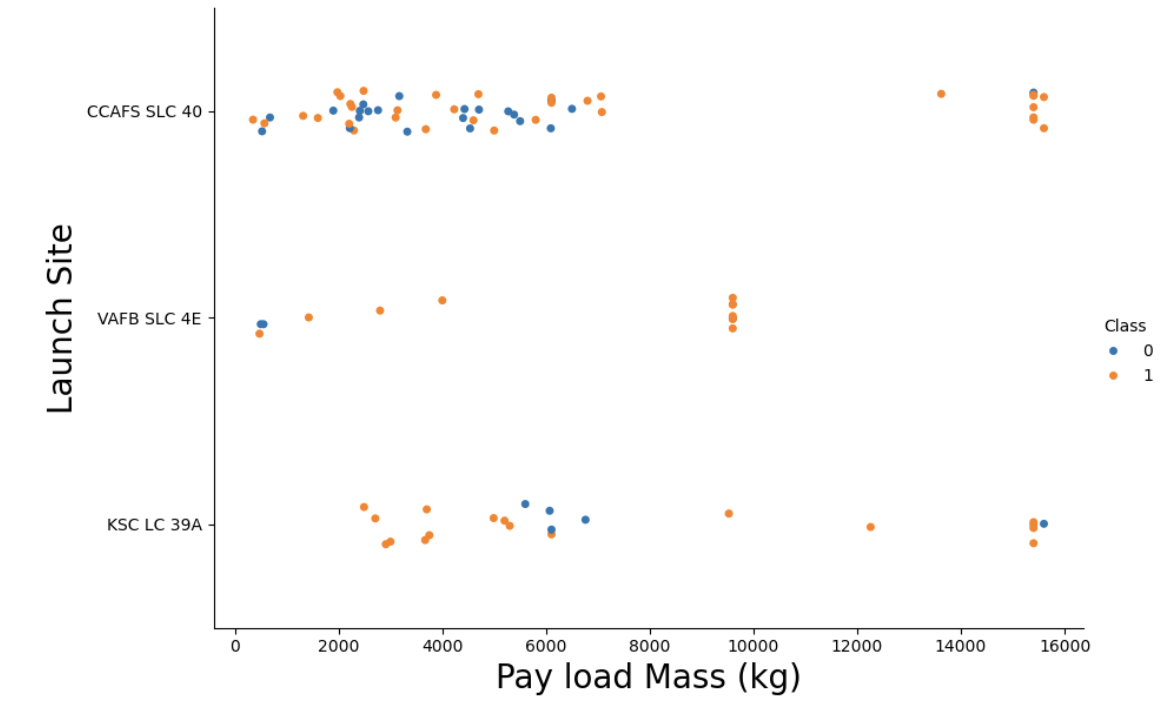 CCAFS SLC 40
VAFB SLC 4E
KSC LC 39A
Launch Site
0 2000 4000 6000 8000 10000 12000 14000 16000
Pay load Mass (kg)
Class
0
1